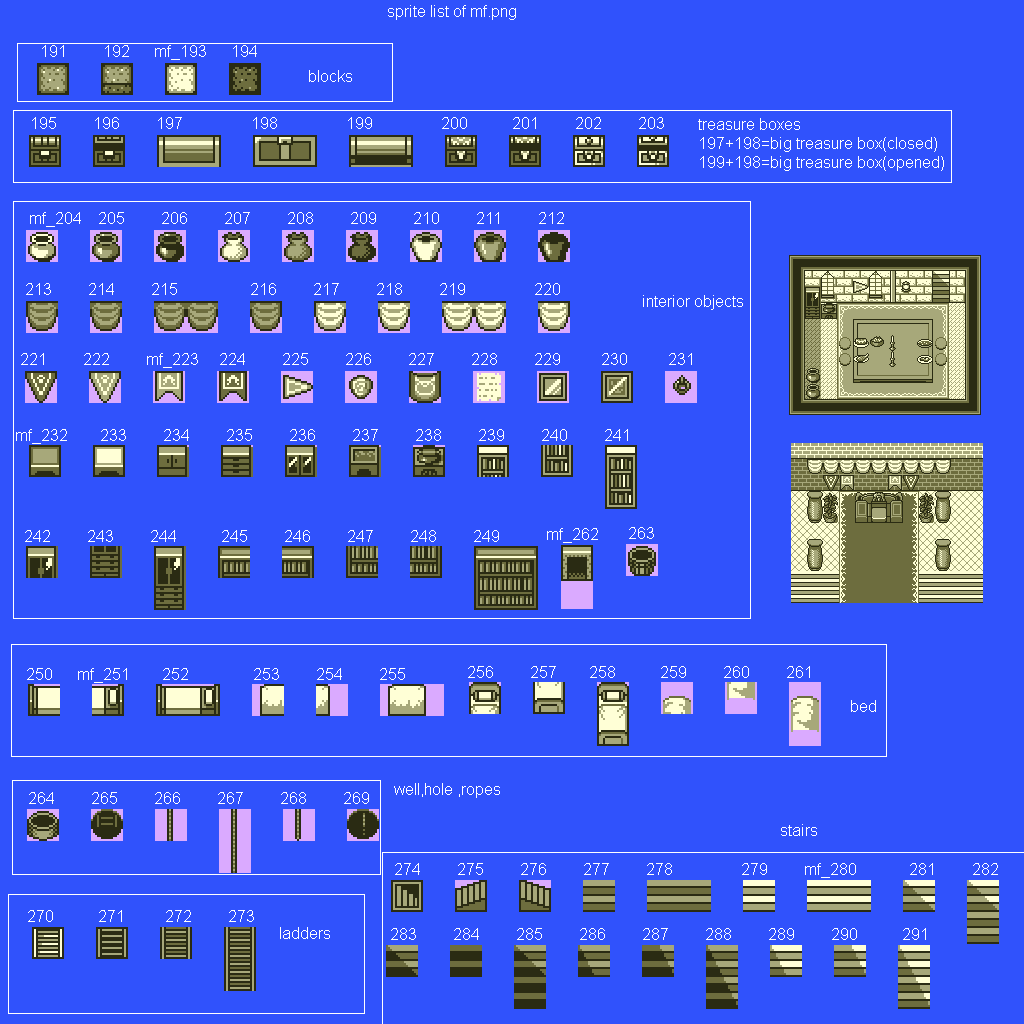 sprite list of mf.png
191 192 mf_193 194
blocks
195 196 197 198 199 200 201 202 203
treasure boxes
197+198=big treasure box(closed)
199+198=big treasure box(opened)
mf_204 205 206 207 208 209 210 211 212
213 214 215 216 217 218 219 220
interior objects
221 222 mf_223 224 225 226 227 228 229 230 231
mf_232 233 234 235 236 237 238 239 240 241
242 243 244 245 246 247 248 249 mf_262 263
250 mf_251 252 253 254 255 256 257 258 259 260 261
bed
264 265 266 267 268 269
well,hole ,ropes
stairs
274 275 276 277 278 279 mf_280 281 282
270 271 272 273
ladders
283 284 285 286 287 288 289 290 291